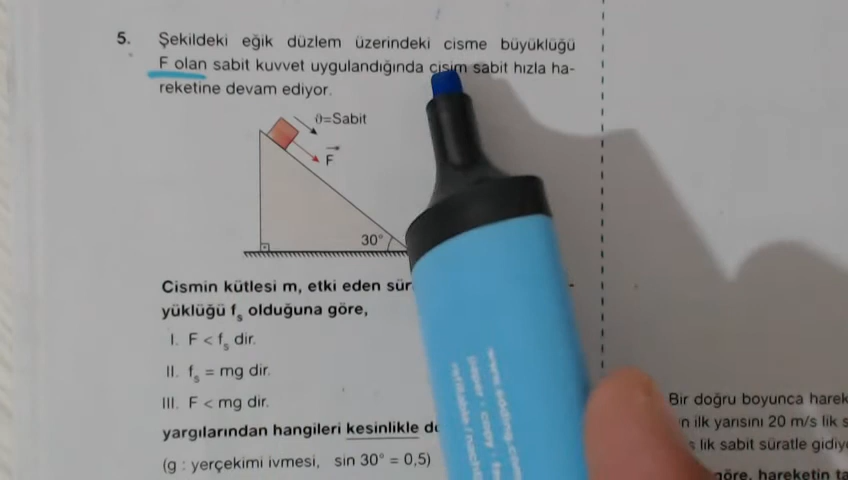 5. Şekildeki eğik düzlem üzerindeki cisme büyüklüğü
F olan sabit kuvvet uygulandığında cisim sabit hızla ha-
reketine devam ediyor.
ϑ=Sabit
F
30°
Cismin kütlesi m, etki eden sür
yüklüğü fs olduğuna göre,
I. F < fs dir.
II. fs = mg dir.
III. F < mg dir.
yargılarından hangileri kesinlikle do
(g : yerçekimi ivmesi, sin 30° = 0,5)
Bir doğru boyunca harek
n ilk yarısını 20 m/s lik s
s lik sabit süratle gidiy
göre, hareketin ta